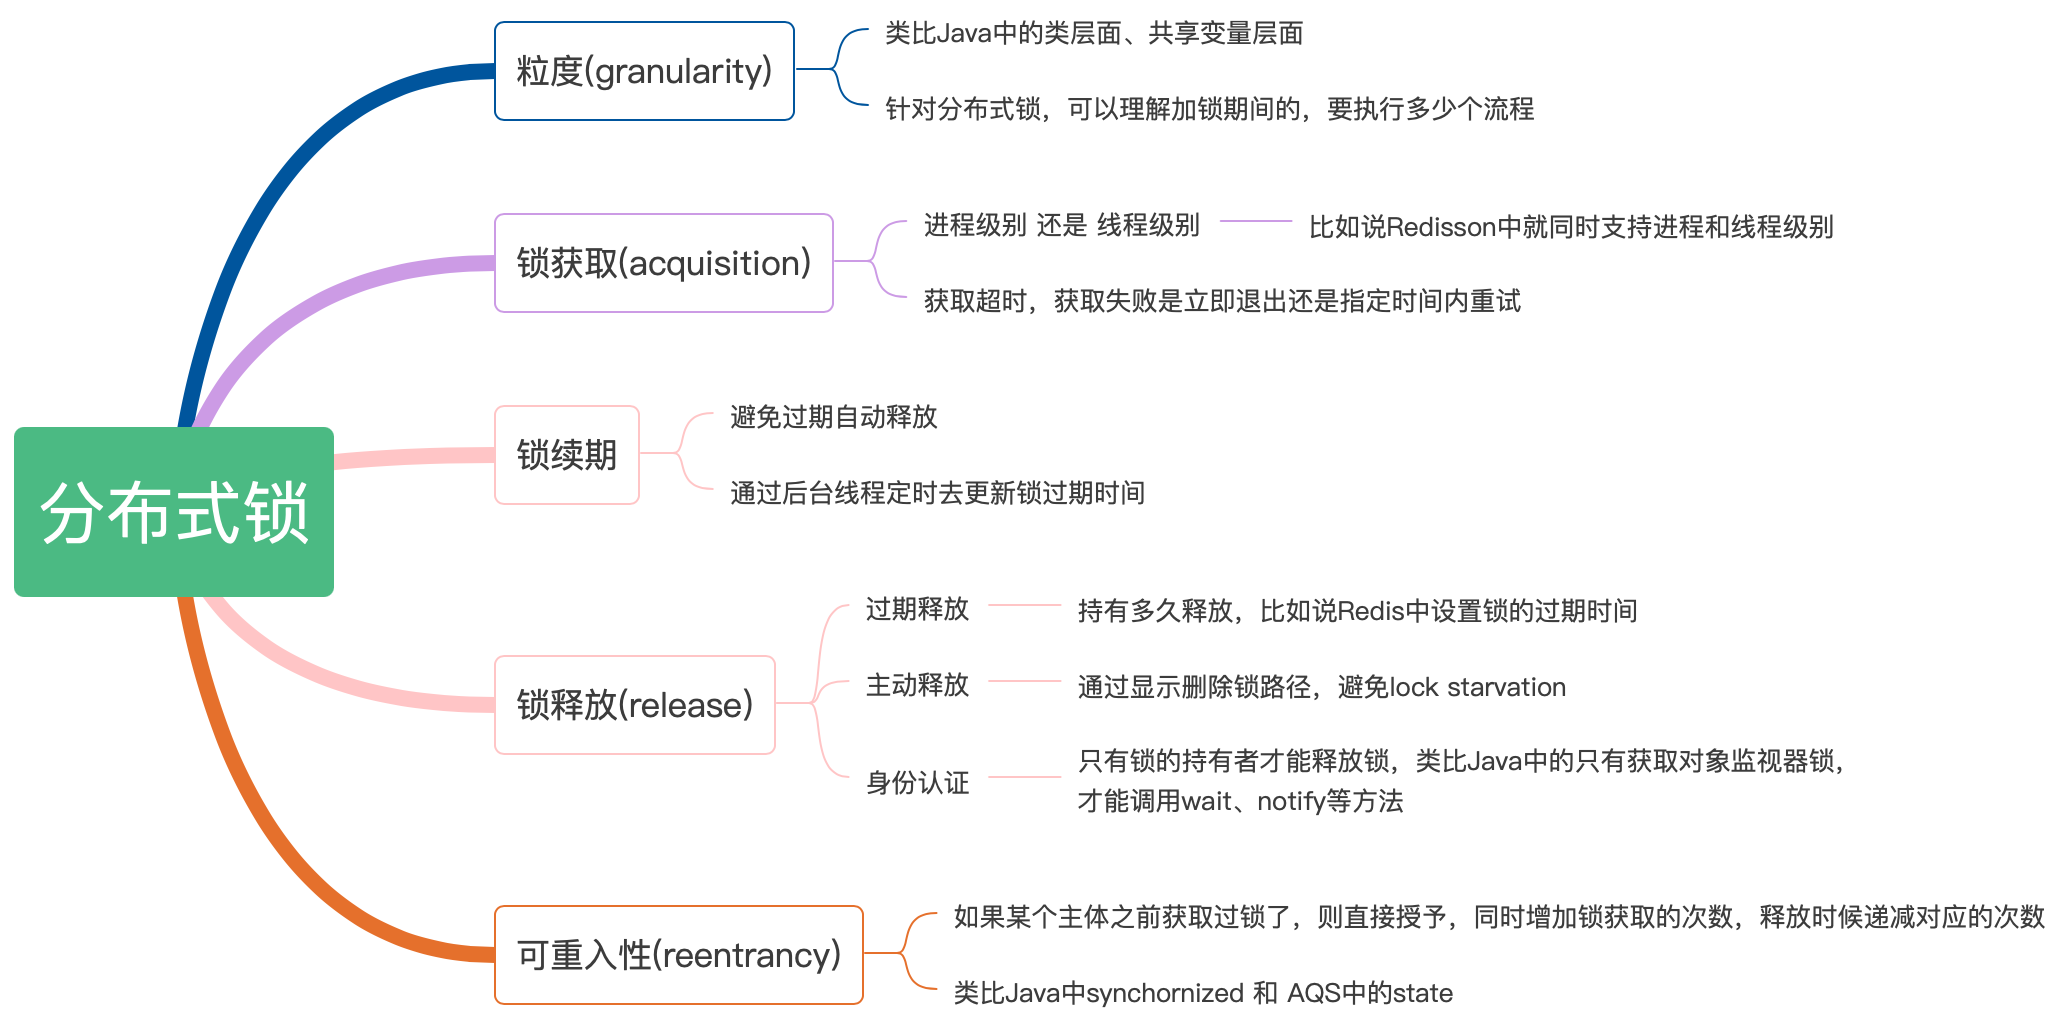 粒度(granularity)
类比Java中的类层面、共享变量层面
针对分布式锁，可以理解加锁期间的，要执行多少个流程
锁获取(acquisition)
进程级别 还是 线程级别
比如说Redisson中就同时支持进程和线程级别
获取超时，获取失败是立即退出还是指定时间内重试
分布式锁
锁续期
避免过期自动释放
通过后台线程定时去更新锁过期时间
锁释放(release)
过期释放
持有多久释放，比如说Redis中设置锁的过期时间
主动释放
通过显示删除锁路径，避免lock starvation
身份认证
只有锁的持有者才能释放锁，类比Java中的只有获取对象监视器锁，
才能调用wait、notify等方法
可重入性(reentrancy)
如果某个主体之前获取过锁了，则直接授予，同时增加锁获取的次数，释放时候递减对应的次数
类比Java中synchornized 和 AQS中的state